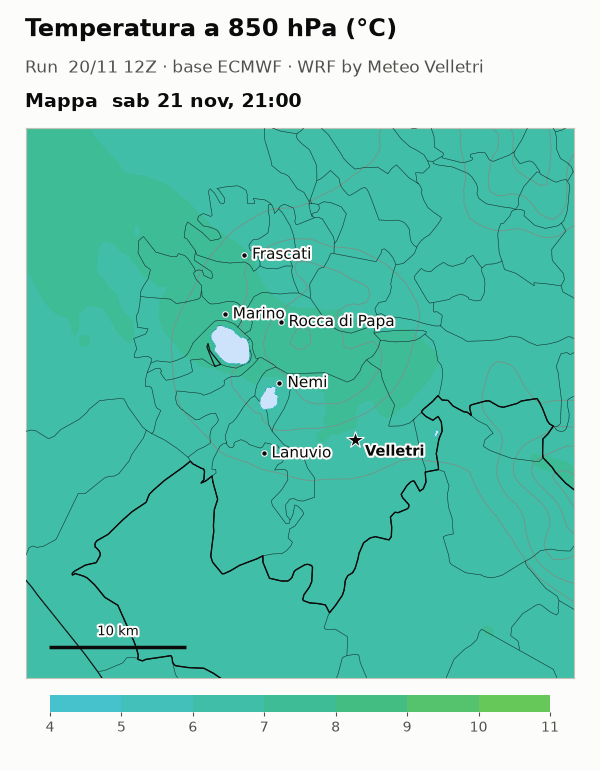 Temperatura a 850 hPa (°C)
Run  20/11 12Z · base ECMWF · WRF by Meteo Velletri
Mappa  sab 21 nov, 21:00
Frascati
Marino
Rocca di Papa
Nemi
Velletri
Lanuvio
10 km
4 5 6 7 8 9 10 11